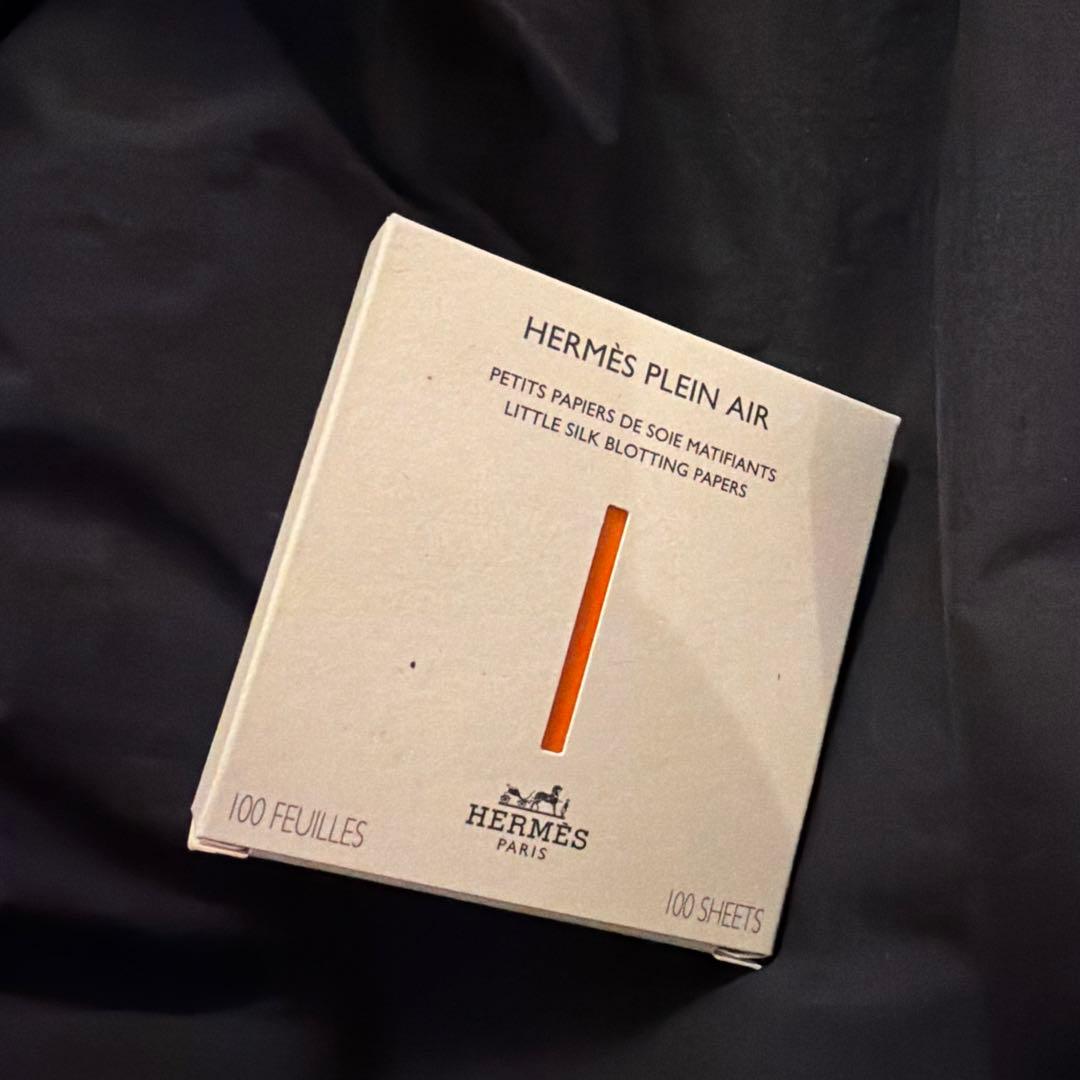 HERMÈS PLEIN AIR
PETITS PAPIERS DE SOIE MATIFIANTS
LITTLE SILK BLOTTING PAPERS
HERMÈS
PARIS
100 FEUILLES
100 SHEETS